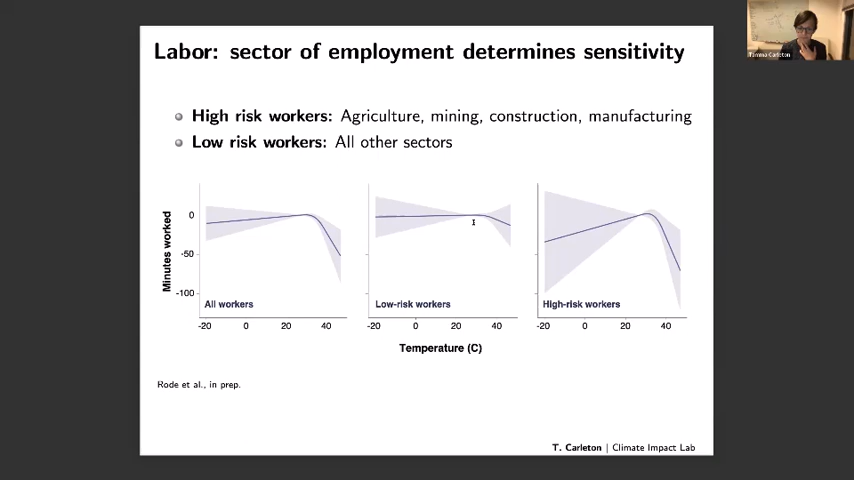 Labor: sector of employment determines sensitivity
High risk workers: Agriculture, mining, construction, manufacturing
Low risk workers: All other sectors
Minutes worked
0
-50
-100
All workers
Low-risk workers
High-risk workers
-20 0 20 40
-20 0 20 40
-20 0 20 40
Temperature (C)
Rode et al., in prep.
T. Carleton | Climate Impact Lab
Tamma Carleton